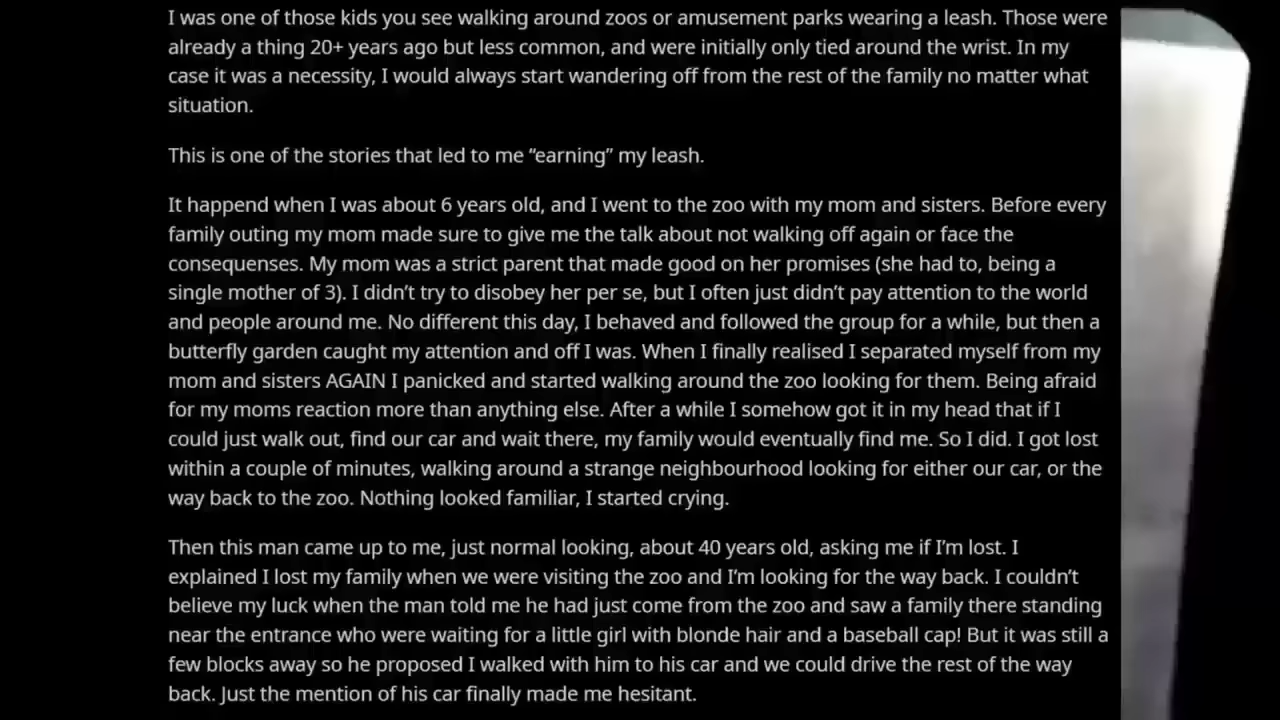 I was one of those kids you see walking around zoos or amusement parks wearing a leash. Those were
already a thing 20+ years ago but less common, and were initially only tied around the wrist. In my
case it was a necessity, I would always start wandering off from the rest of the family no matter what
situation.
This is one of the stories that led to me “earning” my leash.
It happend when I was about 6 years old, and I went to the zoo with my mom and sisters. Before every
family outing my mom made sure to give me the talk about not walking off again or face the
consequenses. My mom was a strict parent that made good on her promises (she had to, being a
single mother of 3). I didn’t try to disobey her per se, but I often just didn’t pay attention to the world
and people around me. No different this day, I behaved and followed the group for a while, but then a
butterfly garden caught my attention and off I was. When I finally realised I separated myself from my
mom and sisters AGAIN I panicked and started walking around the zoo looking for them. Being afraid
for my moms reaction more than anything else. After a while I somehow got it in my head that if I
could just walk out, find our car and wait there, my family would eventually find me. So I did. I got lost
within a couple of minutes, walking around a strange neighbourhood looking for either our car, or the
way back to the zoo. Nothing looked familiar, I started crying.
Then this man came up to me, just normal looking, about 40 years old, asking me if I’m lost. I
explained I lost my family when we were visiting the zoo and I’m looking for the way back. I couldn’t
believe my luck when the man told me he had just come from the zoo and saw a family there standing
near the entrance who were waiting for a little girl with blonde hair and a baseball cap! But it was still a
few blocks away so he proposed I walked with him to his car and we could drive the rest of the way
back. Just the mention of his car finally made me hesitant.